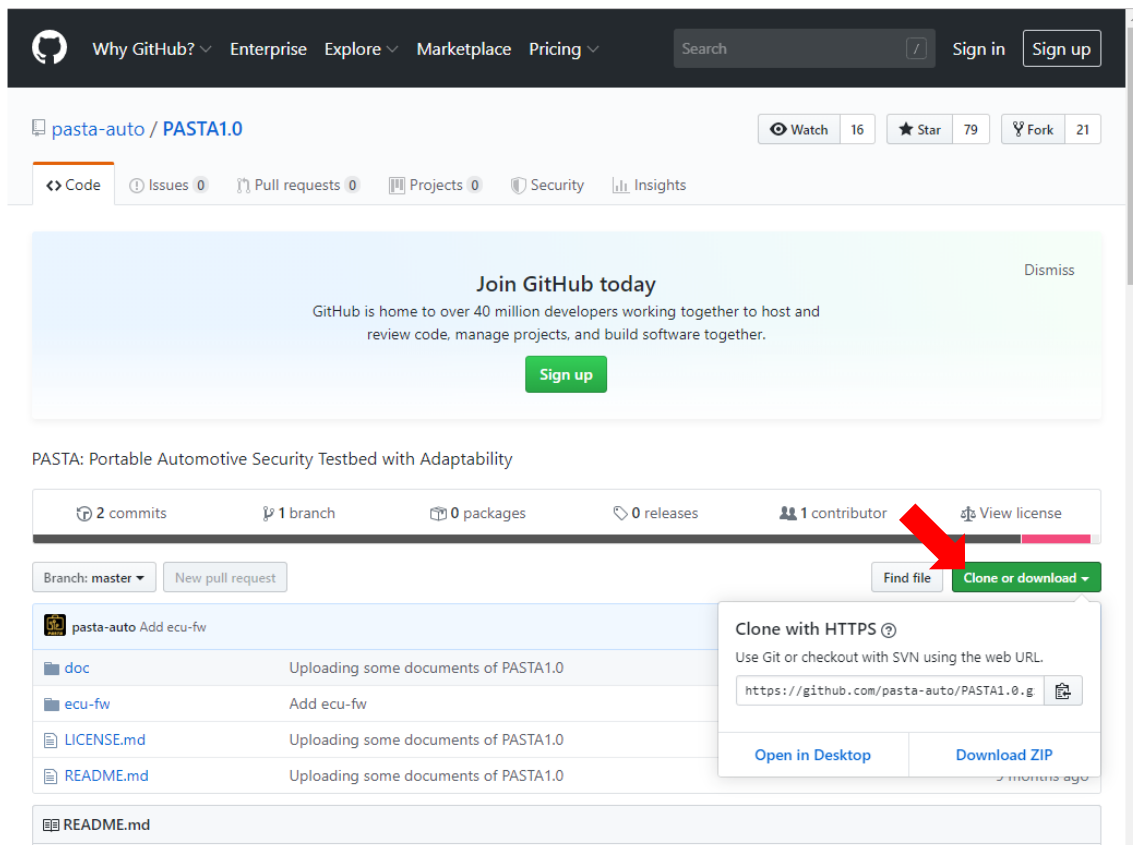 Why GitHub? Enterprise Explore Marketplace Pricing Search / Sign in Sign up
pasta-auto / PASTA1.0 Watch 16 Star 79 Fork 21
Code Issues 0 Pull requests 0 Projects 0 Security Insights
Dismiss
Join GitHub today
GitHub is home to over 40 million developers working together to host and
review code, manage projects, and build software together.
Sign up
PASTA: Portable Automotive Security Testbed with Adaptability
2 commits 1 branch 0 packages 0 releases 1 contributor View license
Branch: master New pull request Find file Clone or download
pasta-auto Add ecu-fw
Clone with HTTPS
Use Git or checkout with SVN using the web URL.
doc Uploading some documents of PASTA1.0
https://github.com/pasta-auto/PASTA1.0.g
ecu-fw Add ecu-fw
LICENSE.md Uploading some documents of PASTA1.0
Open in Desktop Download ZIP
README.md Uploading some documents of PASTA1.0 9 months ago
README.md